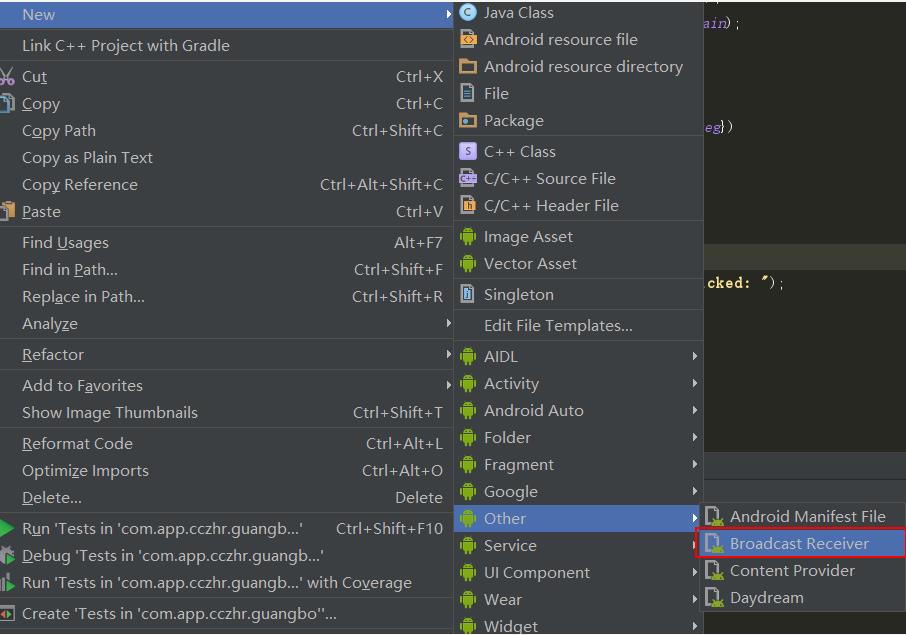 New
Link C++ Project with Gradle
Cut Ctrl+X
Copy Ctrl+C
Copy Path Ctrl+Shift+C
Copy as Plain Text
Copy Reference Ctrl+Alt+Shift+C
Paste Ctrl+V
Find Usages Alt+F7
Find in Path... Ctrl+Shift+F
Replace in Path... Ctrl+Shift+R
Analyze
Refactor
Add to Favorites
Show Image Thumbnails Ctrl+Shift+T
Reformat Code Ctrl+Alt+L
Optimize Imports Ctrl+Alt+O
Delete... Delete
Run 'Tests in 'com.app.cczhr.guangb...' Ctrl+Shift+F10
Debug 'Tests in 'com.app.cczhr.guangb...'
Run 'Tests in 'com.app.cczhr.guangb...' with Coverage
Create 'Tests in 'com.app.cczhr.guangbo''...
Java Class
Android resource file
Android resource directory
File
Package
C++ Class
C/C++ Source File
C/C++ Header File
Image Asset
Vector Asset
Singleton
Edit File Templates...
AIDL
Activity
Android Auto
Folder
Fragment
Google
Other
Service
UI Component
Wear
Widget
Android Manifest File
Broadcast Receiver
Content Provider
Daydream
ain);
eg})
cked: ");